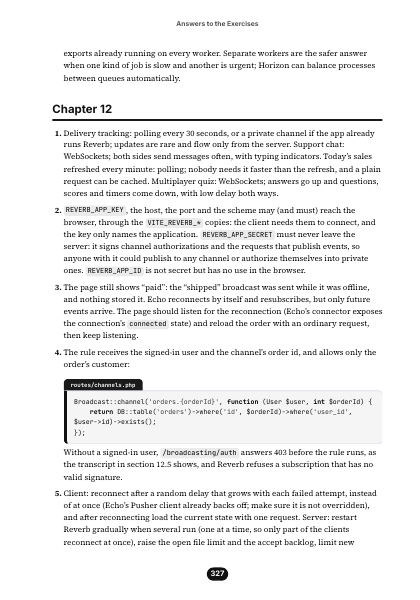 Answers to the Exercises
exports already running on every worker. Separate workers are the safer answer
when one kind of job is slow and another is urgent; Horizon can balance processes
between queues automatically.
Chapter 12
1. Delivery tracking: polling every 30 seconds, or a private channel if the app already
runs Reverb; updates are rare and flow only from the server. Support chat:
WebSockets; both sides send messages often, with typing indicators. Today's sales
refreshed every minute: polling; nobody needs it faster than the refresh, and a plain
request can be cached. Multiplayer quiz: WebSockets; answers go up and questions,
scores and timers come down, with low delay both ways.
2. REVERB_APP_KEY, the host, the port and the scheme may (and must) reach the
browser, through the VITE_REVERB_* copies: the client needs them to connect, and
the key only names the application. REVERB_APP_SECRET must never leave the
server: it signs channel authorizations and the requests that publish events, so
anyone with it could publish to any channel or authorize themselves into private
ones. REVERB_APP_ID is not secret but has no use in the browser.
3. The page still shows “paid”: the “shipped” broadcast was sent while it was offline,
and nothing stored it. Echo reconnects by itself and resubscribes, but only future
events arrive. The page should listen for the reconnection (Echo's connector exposes
the connection's connected state) and reload the order with an ordinary request,
then keep listening.
4. The rule receives the signed-in user and the channel's order id, and allows only the
order's customer:
routes/channels.php
Broadcast::channel('orders.{orderId}', function (User $user, int $orderId) {
return DB::table('orders')->where('id', $orderId)->where('user_id',
$user->id)->exists();
});
Without a signed-in user, /broadcasting/auth answers 403 before the rule runs, as
the transcript in section 12.5 shows, and Reverb refuses a subscription that has no
valid signature.
5. Client: reconnect after a random delay that grows with each failed attempt, instead
of at once (Echo's Pusher client already backs off; make sure it is not overridden),
and after reconnecting load the current state with one request. Server: restart
Reverb gradually when several run (one at a time, so only part of the clients
reconnect at once), raise the open file limit and the accept backlog, limit new
327